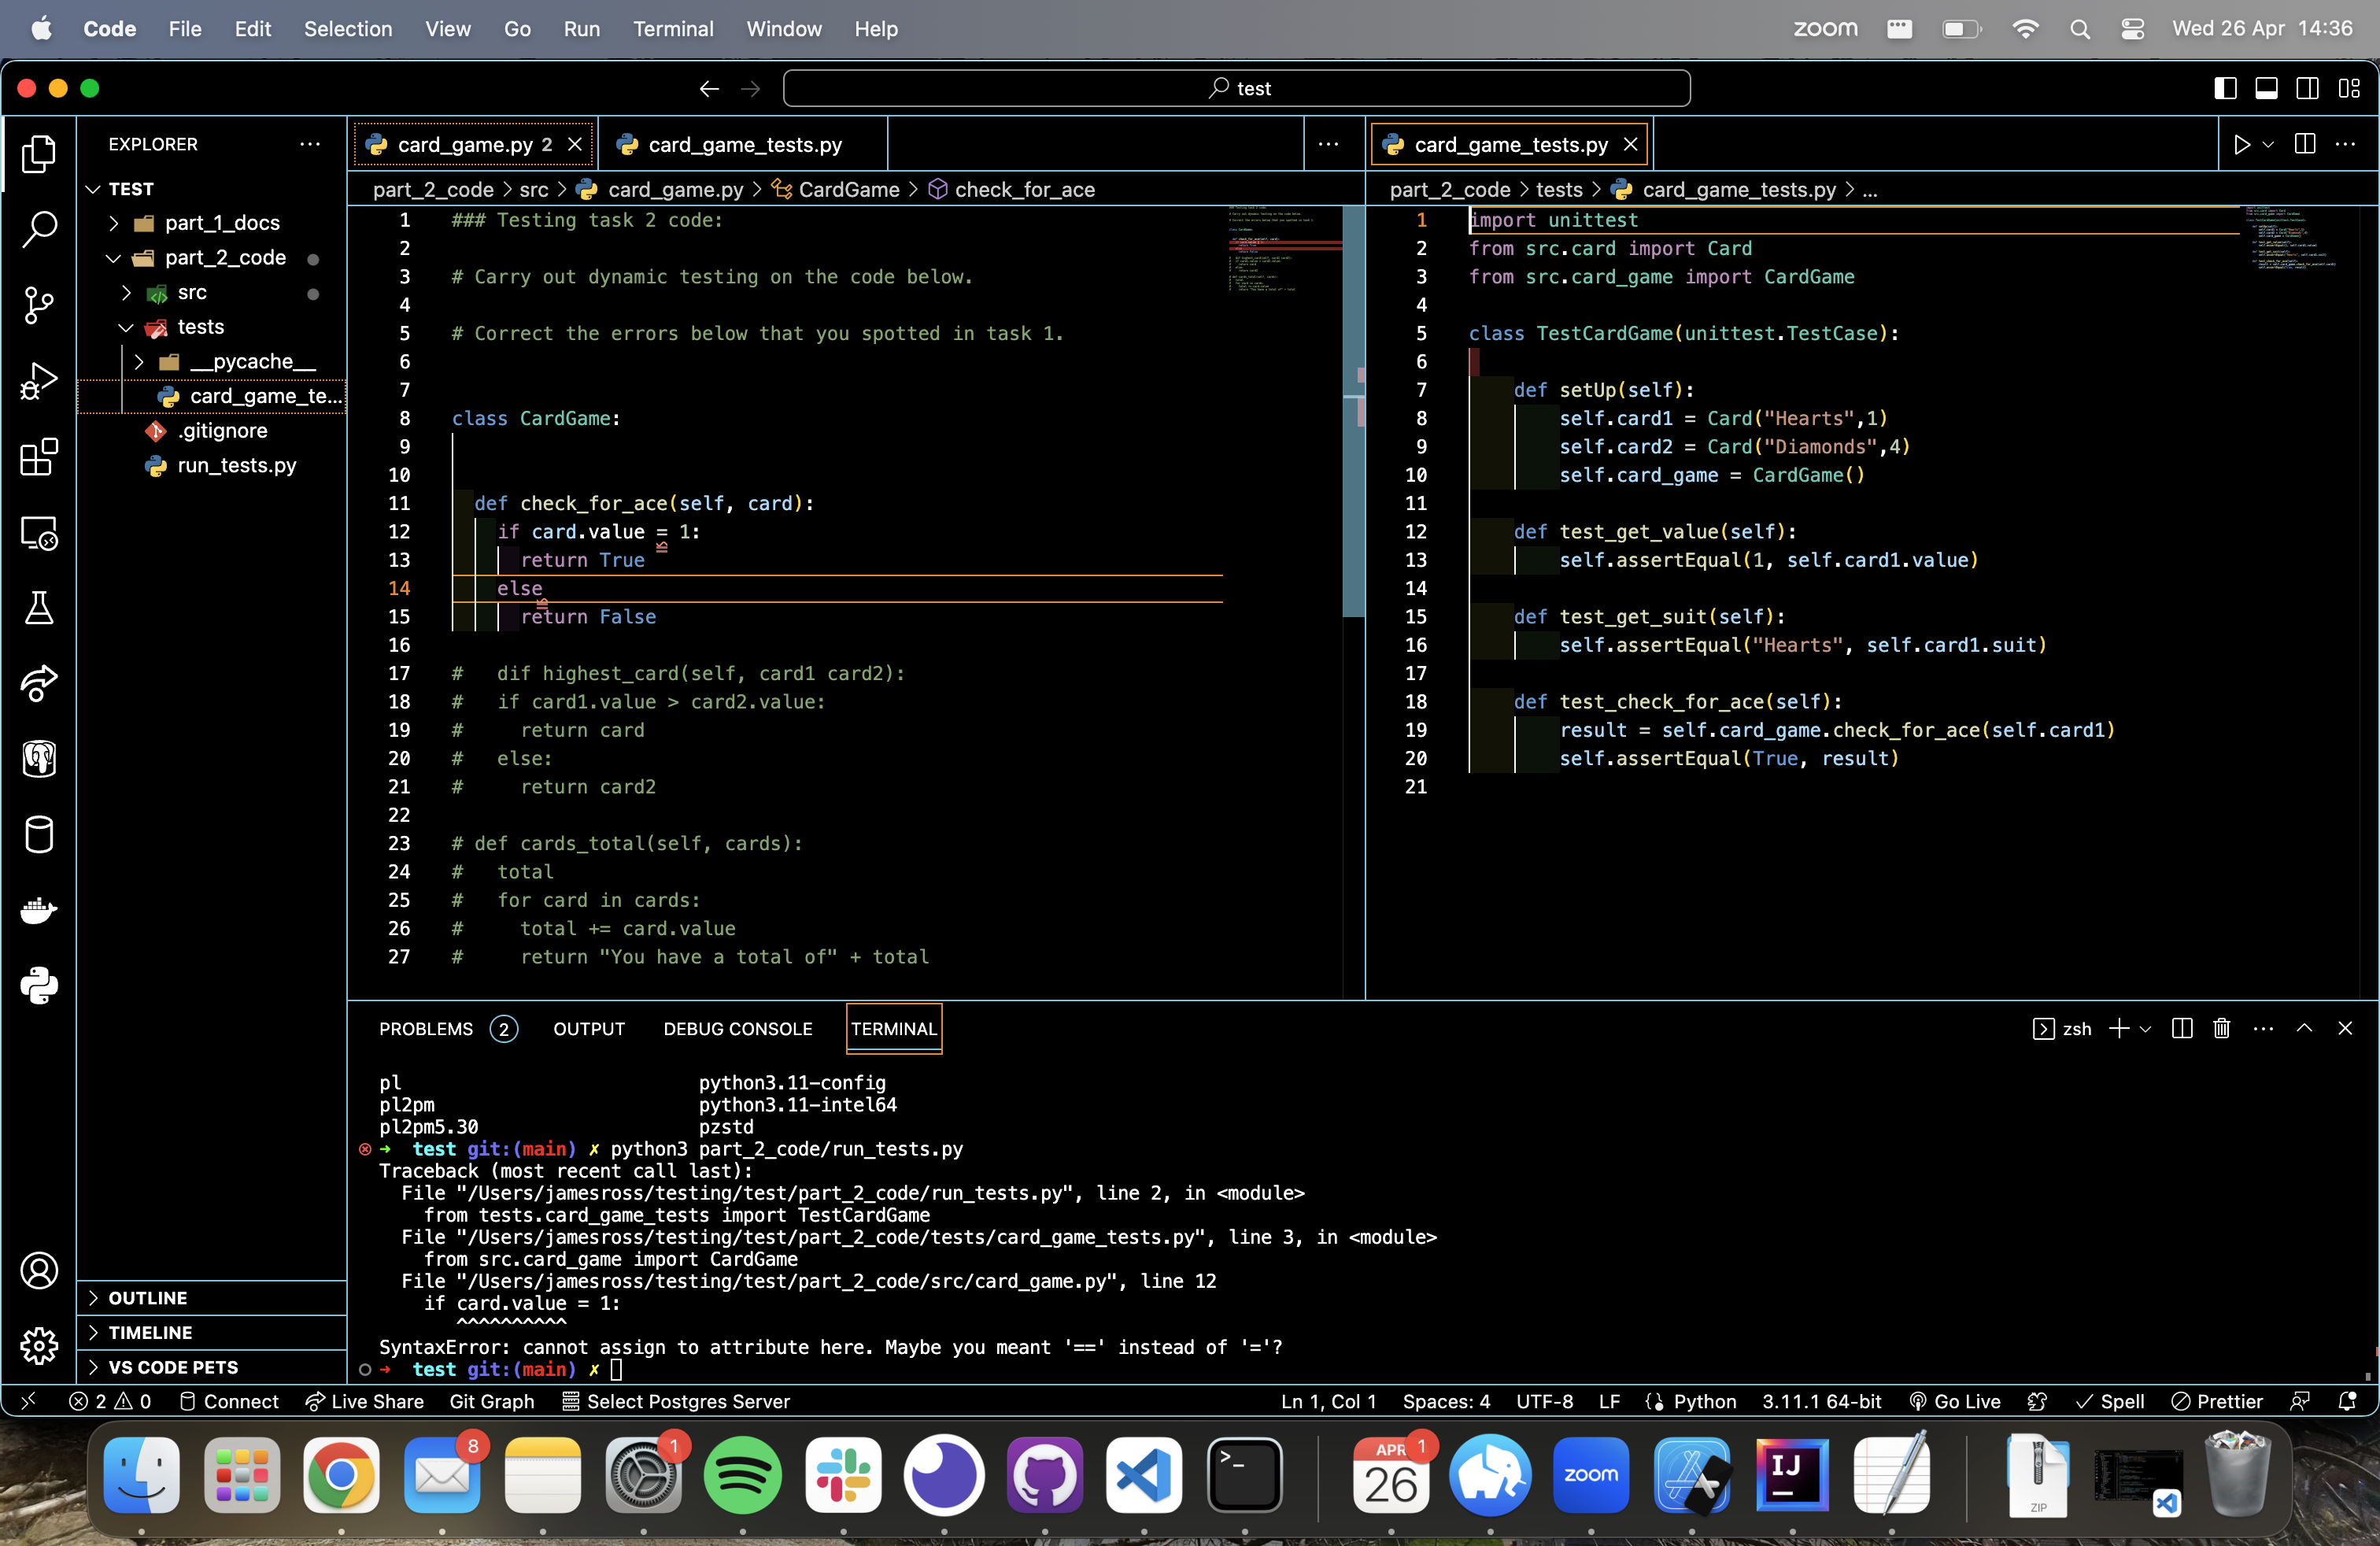 Code File Edit Selection View Go Run Terminal Window Help
zoom Wed 26 Apr 14:36
test
EXPLORER
TEST
part_1_docs
part_2_code
src
tests
__pycache__
card_game_te...
.gitignore
run_tests.py
OUTLINE
TIMELINE
VS CODE PETS
card_game.py 2
card_game_tests.py
part_2_code > src > card_game.py > CardGame > check_for_ace
1 ### Testing task 2 code:
2
3 # Carry out dynamic testing on the code below.
4
5 # Correct the errors below that you spotted in task 1.
6
7
8 class CardGame:
9
10
11 def check_for_ace(self, card):
12 if card.value = 1:
13 return True
14 else
15 return False
16
17 # dif highest_card(self, card1 card2):
18 # if card1.value > card2.value:
19 # return card
20 # else:
21 # return card2
22
23 # def cards_total(self, cards):
24 # total
25 # for card in cards:
26 # total += card.value
27 # return "You have a total of" + total
card_game_tests.py
part_2_code > tests > card_game_tests.py > ...
1 import unittest
2 from src.card import Card
3 from src.card_game import CardGame
4
5 class TestCardGame(unittest.TestCase):
6
7 def setUp(self):
8 self.card1 = Card("Hearts",1)
9 self.card2 = Card("Diamonds",4)
10 self.card_game = CardGame()
11
12 def test_get_value(self):
13 self.assertEqual(1, self.card1.value)
14
15 def test_get_suit(self):
16 self.assertEqual("Hearts", self.card1.suit)
17
18 def test_check_for_ace(self):
19 result = self.card_game.check_for_ace(self.card1)
20 self.assertEqual(True, result)
21
PROBLEMS 2 OUTPUT DEBUG CONSOLE TERMINAL
zsh
pl python3.11-config
pl2pm python3.11-intel64
pl2pm5.30 pzstd
→ test git:(main) ✗ python3 part_2_code/run_tests.py
Traceback (most recent call last):
File "/Users/jamesross/testing/test/part_2_code/run_tests.py", line 2, in <module>
from tests.card_game_tests import TestCardGame
File "/Users/jamesross/testing/test/part_2_code/tests/card_game_tests.py", line 3, in <module>
from src.card_game import CardGame
File "/Users/jamesross/testing/test/part_2_code/src/card_game.py", line 12
if card.value = 1:
^^^^^^^^^^
SyntaxError: cannot assign to attribute here. Maybe you meant '==' instead of '='?
→ test git:(main) ✗
2 0 Connect Live Share Git Graph Select Postgres Server
Ln 1, Col 1 Spaces: 4 UTF-8 LF Python 3.11.1 64-bit Go Live Spell Prettier
8
1
>_
APR 1
26
zoom
IJ
ZIP